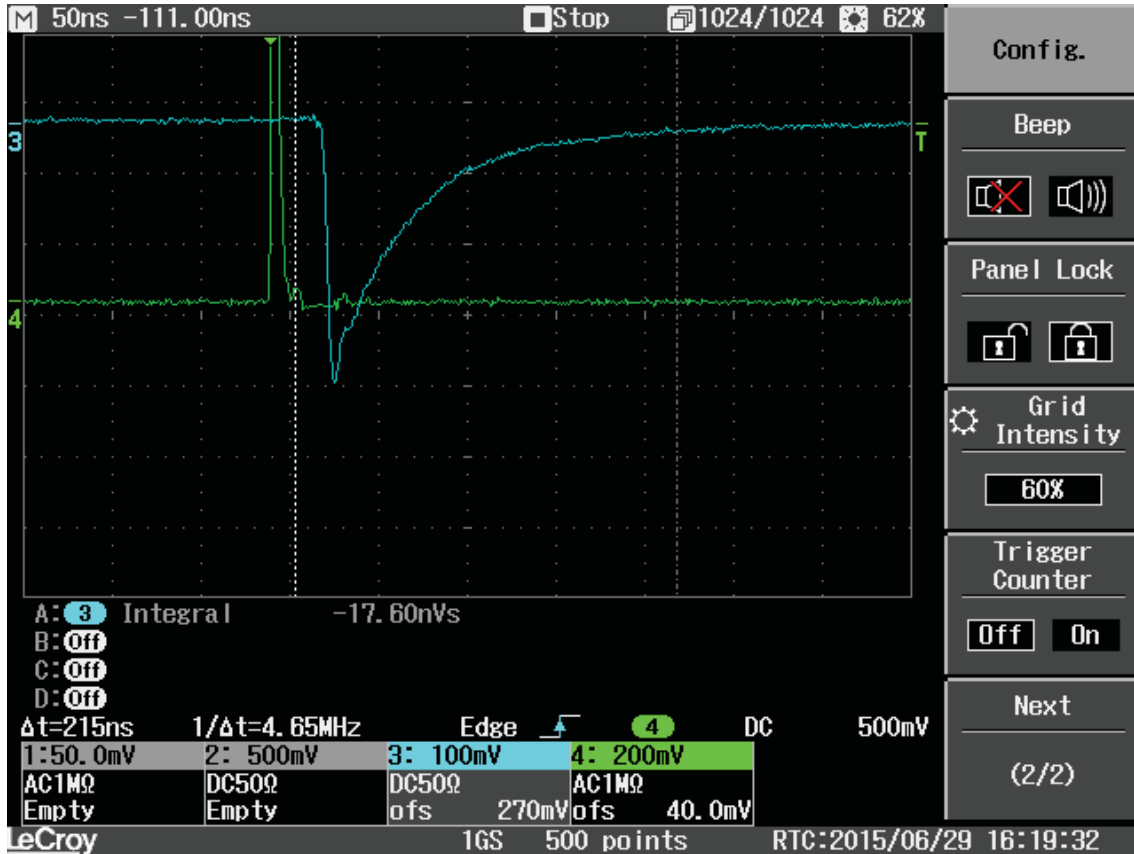 M 50ns -111.00ns Stop 1024/1024 62%
Config.
Beep
3
T
Panel Lock
4
Grid
Intensity
60%
Trigger
Counter
Off On
A: 3 Integral -17.60nVs
B: Off
C: Off
D: Off
Δt=215ns 1/Δt=4.65MHz Edge 4 DC 500mV
1:50.0mV 2: 500mV 3: 100mV 4: 200mV
AC1MΩ DC50Ω DC50Ω AC1MΩ
Empty Empty ofs 270mV ofs 40.0mV
Next
(2/2)
LeCroy 1GS 500 points RTC:2015/06/29 16:19:32